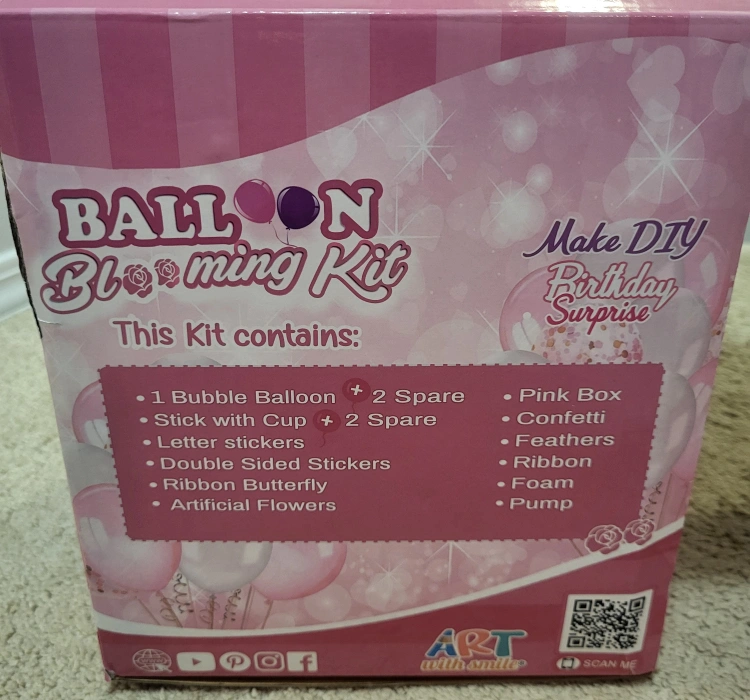 BALLOON
Blooming Kit
Make DIY
Birthday
Surprise
This Kit contains:
• 1 Bubble Balloon + 2 Spare
• Stick with Cup + 2 Spare
• Letter stickers
• Double Sided Stickers
• Ribbon Butterfly
• Artificial Flowers
• Pink Box
• Confetti
• Feathers
• Ribbon
• Foam
• Pump
ART
with smile
SCAN ME